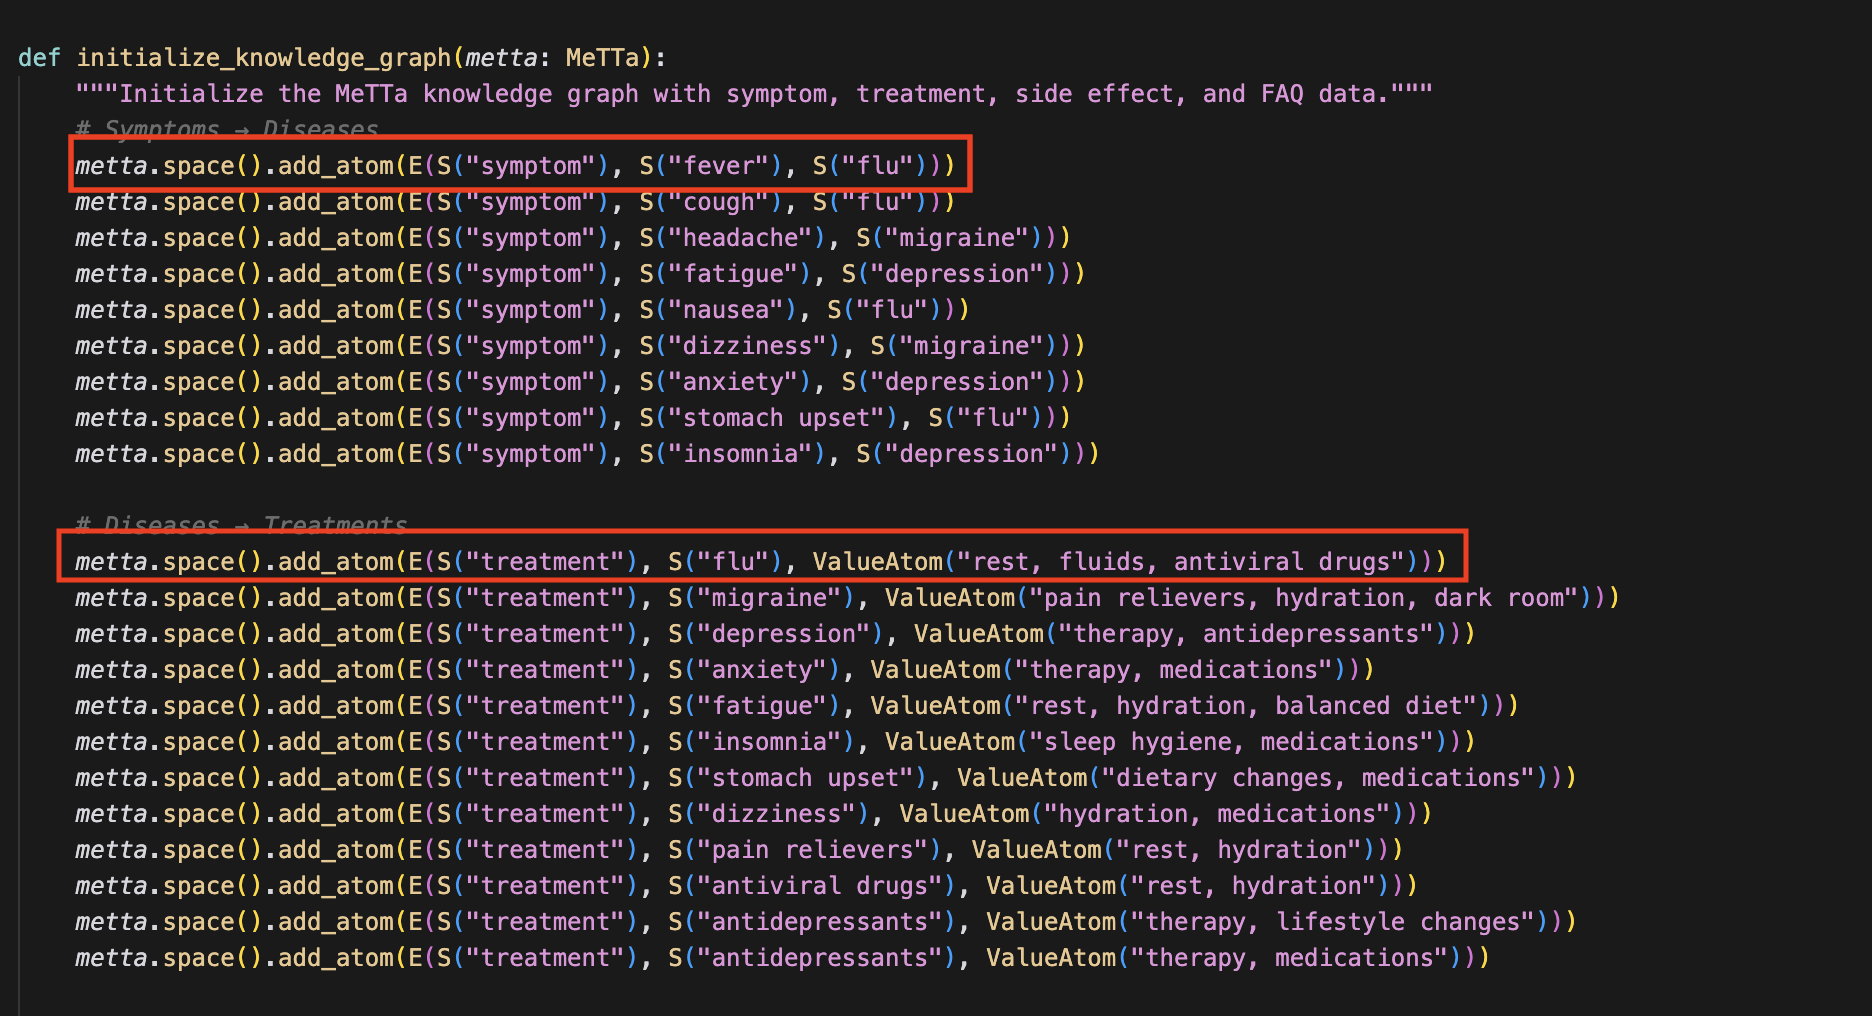 def initialize_knowledge_graph(metta: MeTTa):
"""Initialize the MeTTa knowledge graph with symptom, treatment, side effect, and FAQ data."""
# Symptoms → Diseases
metta.space().add_atom(E(S("symptom"), S("fever"), S("flu")))
metta.space().add_atom(E(S("symptom"), S("cough"), S("flu")))
metta.space().add_atom(E(S("symptom"), S("headache"), S("migraine")))
metta.space().add_atom(E(S("symptom"), S("fatigue"), S("depression")))
metta.space().add_atom(E(S("symptom"), S("nausea"), S("flu")))
metta.space().add_atom(E(S("symptom"), S("dizziness"), S("migraine")))
metta.space().add_atom(E(S("symptom"), S("anxiety"), S("depression")))
metta.space().add_atom(E(S("symptom"), S("stomach upset"), S("flu")))
metta.space().add_atom(E(S("symptom"), S("insomnia"), S("depression")))
# Diseases → Treatments
metta.space().add_atom(E(S("treatment"), S("flu"), ValueAtom("rest, fluids, antiviral drugs")))
metta.space().add_atom(E(S("treatment"), S("migraine"), ValueAtom("pain relievers, hydration, dark room")))
metta.space().add_atom(E(S("treatment"), S("depression"), ValueAtom("therapy, antidepressants")))
metta.space().add_atom(E(S("treatment"), S("anxiety"), ValueAtom("therapy, medications")))
metta.space().add_atom(E(S("treatment"), S("fatigue"), ValueAtom("rest, hydration, balanced diet")))
metta.space().add_atom(E(S("treatment"), S("insomnia"), ValueAtom("sleep hygiene, medications")))
metta.space().add_atom(E(S("treatment"), S("stomach upset"), ValueAtom("dietary changes, medications")))
metta.space().add_atom(E(S("treatment"), S("dizziness"), ValueAtom("hydration, medications")))
metta.space().add_atom(E(S("treatment"), S("pain relievers"), ValueAtom("rest, hydration")))
metta.space().add_atom(E(S("treatment"), S("antiviral drugs"), ValueAtom("rest, hydration")))
metta.space().add_atom(E(S("treatment"), S("antidepressants"), ValueAtom("therapy, lifestyle changes")))
metta.space().add_atom(E(S("treatment"), S("antidepressants"), ValueAtom("therapy, medications")))